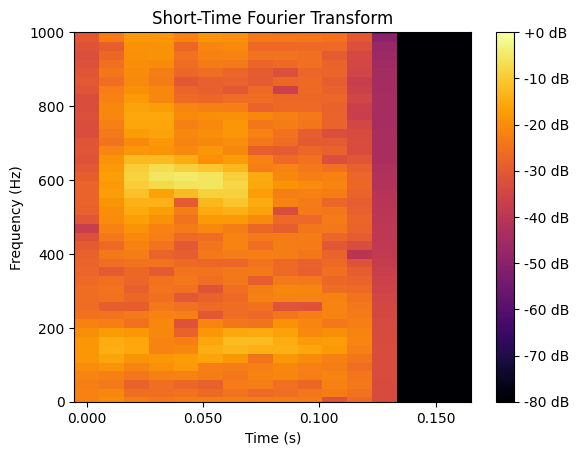 Short-Time Fourier Transform
1000
800
600
400
200
0
Frequency (Hz)
0.000
0.050
0.100
0.150
Time (s)
+0 dB
-10 dB
-20 dB
-30 dB
-40 dB
-50 dB
-60 dB
-70 dB
-80 dB